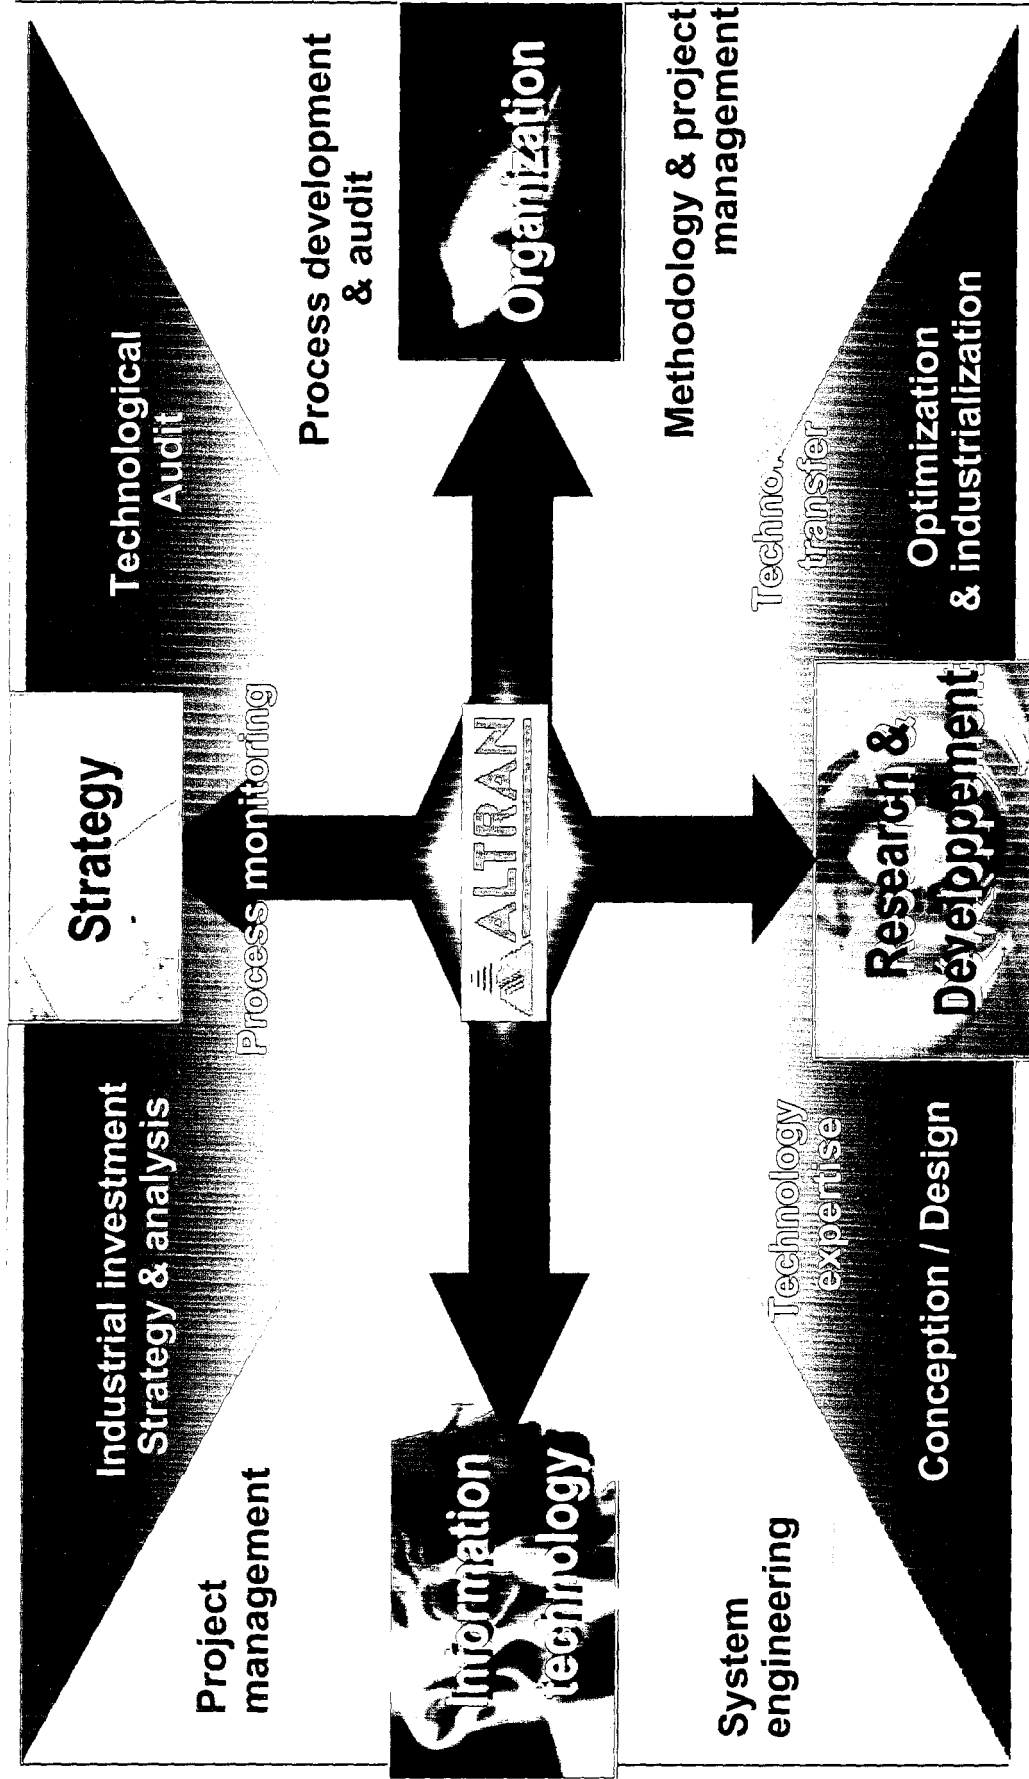 Strategy
Industrial investment
Strategy & analysis
Technological
Audit
Project
management
Process monitoring
Process development
& audit
Information
technology
ALTRAN
Organization
System
engineering
Methodology & project
management
Technology
expertise
transfer
Conception / Design
Research &
Développement
Optimization
& industrialization